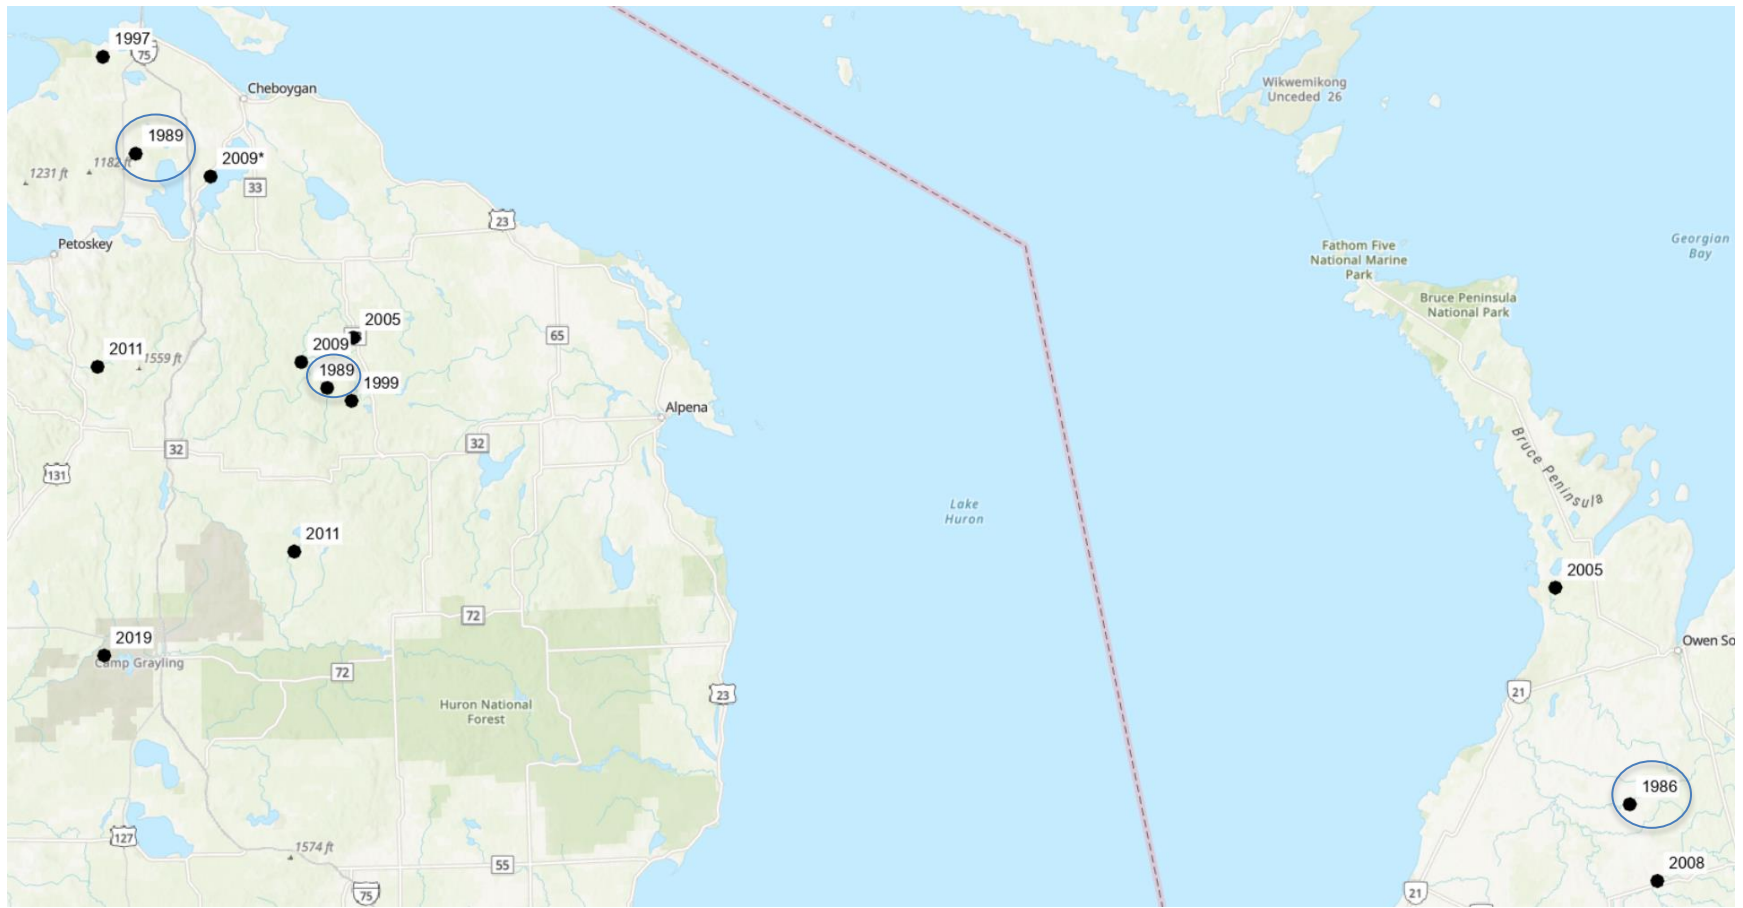 1997
75
Cheboygan
Wikwemikong
Unceded 26
1989
1182 ft
2009*
1231 ft
33
23
Petoskey
Georgian
Bay
Fathom Five
National Marine
Park
Bruce Peninsula
National Park
2005
65
2009
2011
1559 ft
1989
1999
Alpena
32
32
131
Bruce Peninsula
Lake
Huron
2011
2005
72
2019
Camp Grayling
Owen So
72
21
23
Huron National
Forest
1986
127
1574 ft
55
2008
75
21